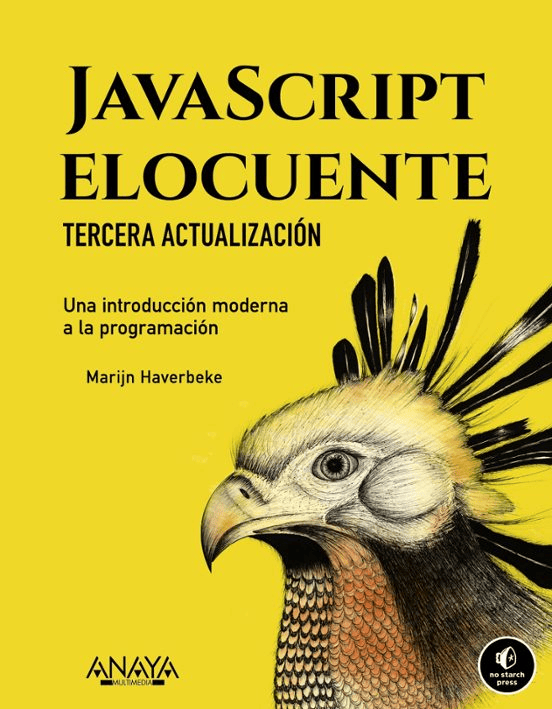 JAVASCRIPT
ELOCUENTE
TERCERA ACTUALIZACIÓN
Una introducción moderna
a la programación
Marijn Haverbeke
ANAYA
MULTIMEDIA
no starch
press